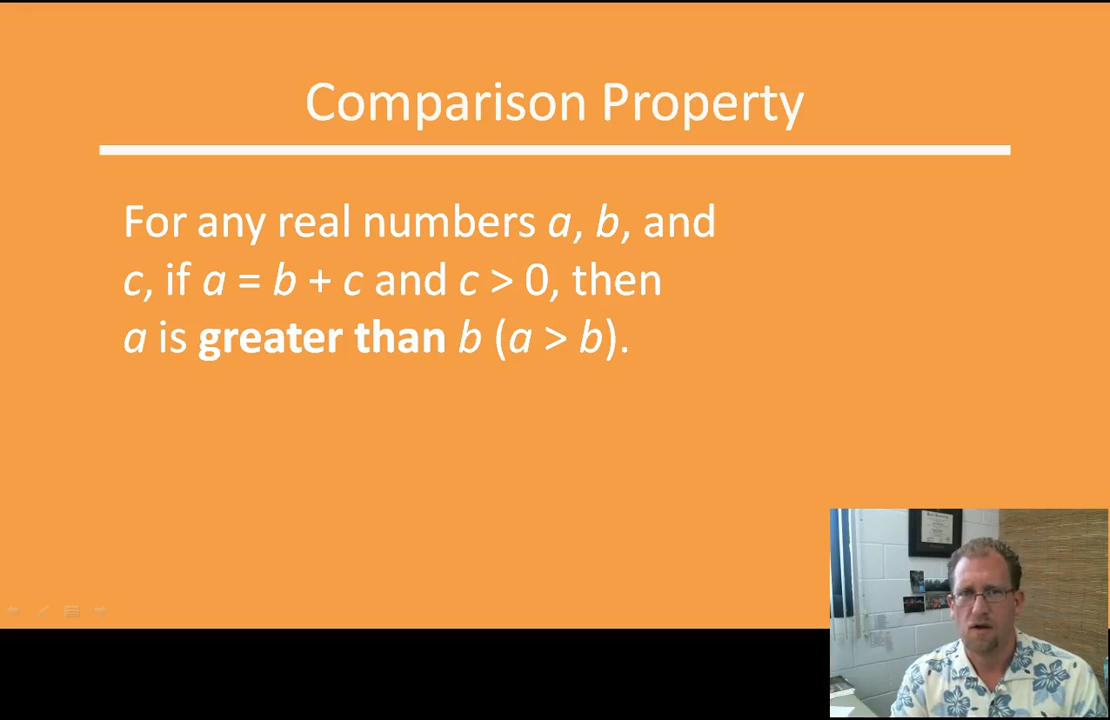 Comparison Property
For any real numbers a, b, and
c, if a = b + c and c > 0, then
a is greater than b (a > b).